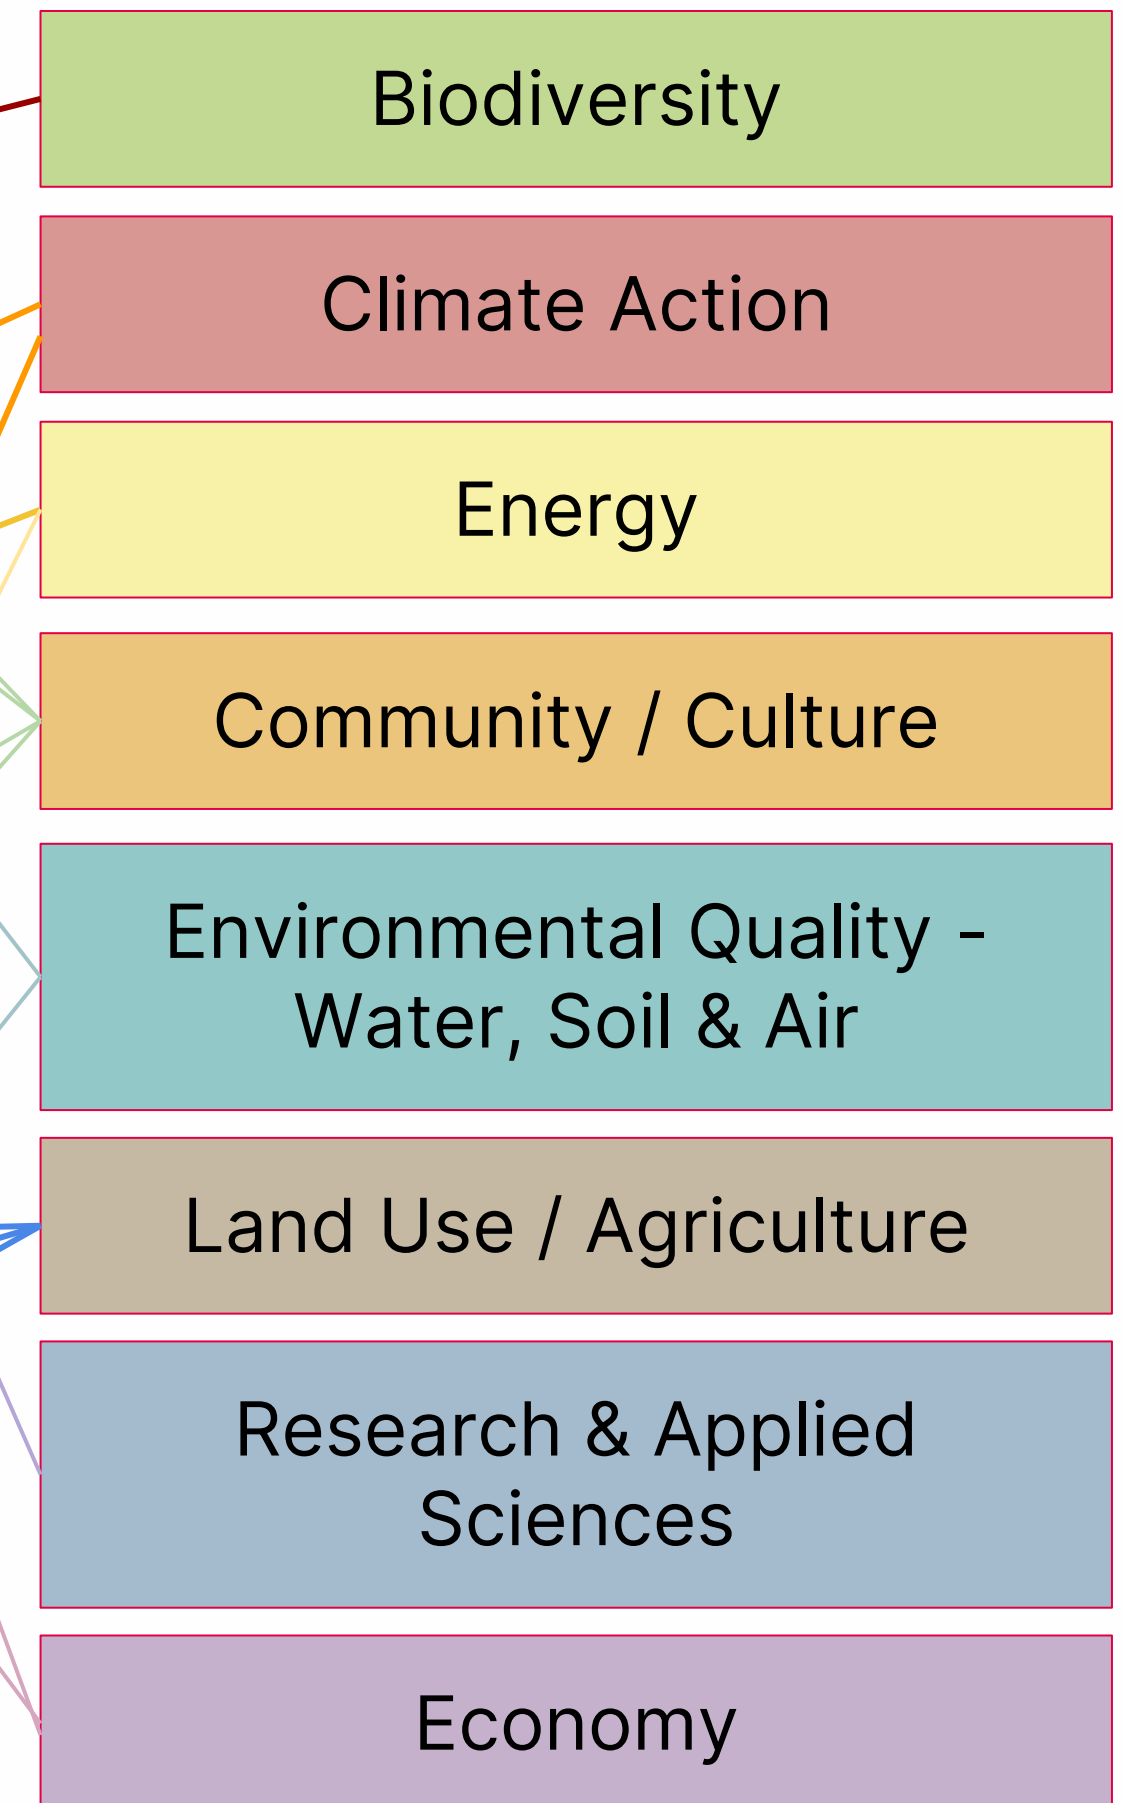 Biodiversity
Climate Action
Energy
Community / Culture
Environmental Quality -
Water, Soil & Air
Land Use / Agriculture
Research & Applied
Sciences
Economy